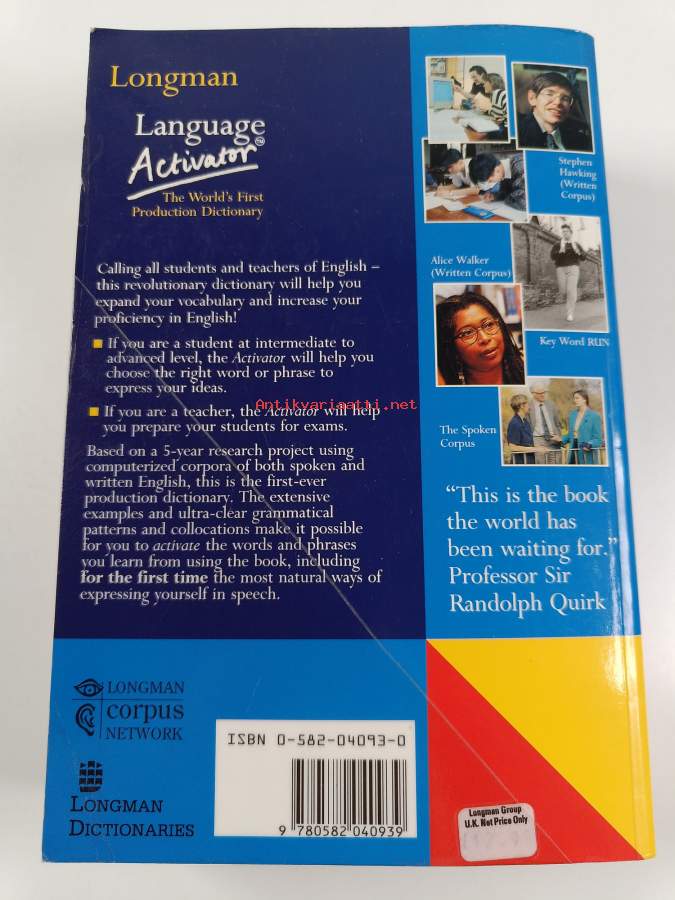 Longman
Language
Activator™
The World's First
Production Dictionary
Calling all students and teachers of English –
this revolutionary dictionary will help you
expand your vocabulary and increase your
proficiency in English!
If you are a student at intermediate to
advanced level, the Activator will help you
choose the right word or phrase to
express your ideas.
If you are a teacher, the Activator will help
you prepare your students for exams.
Based on a 5-year research project using
computerized corpora of both spoken and
written English, this is the first-ever
production dictionary. The extensive
examples and ultra-clear grammatical
patterns and collocations make it possible
for you to activate the words and phrases
you learn from using the book, including
for the first time the most natural ways of
expressing yourself in speech.
Antikvariaatti.net
Stephen
Hawking
(Written
Corpus)
Alice Walker
(Written Corpus)
Key Word RUN
The Spoken
Corpus
“This is the book
the world has
been waiting for.”
Professor Sir
Randolph Quirk
LONGMAN
corpus
NETWORK
LONGMAN
DICTIONARIES
ISBN 0-582-04093-0
9 780582 040939
Longman Group
U.K. Net Price Only